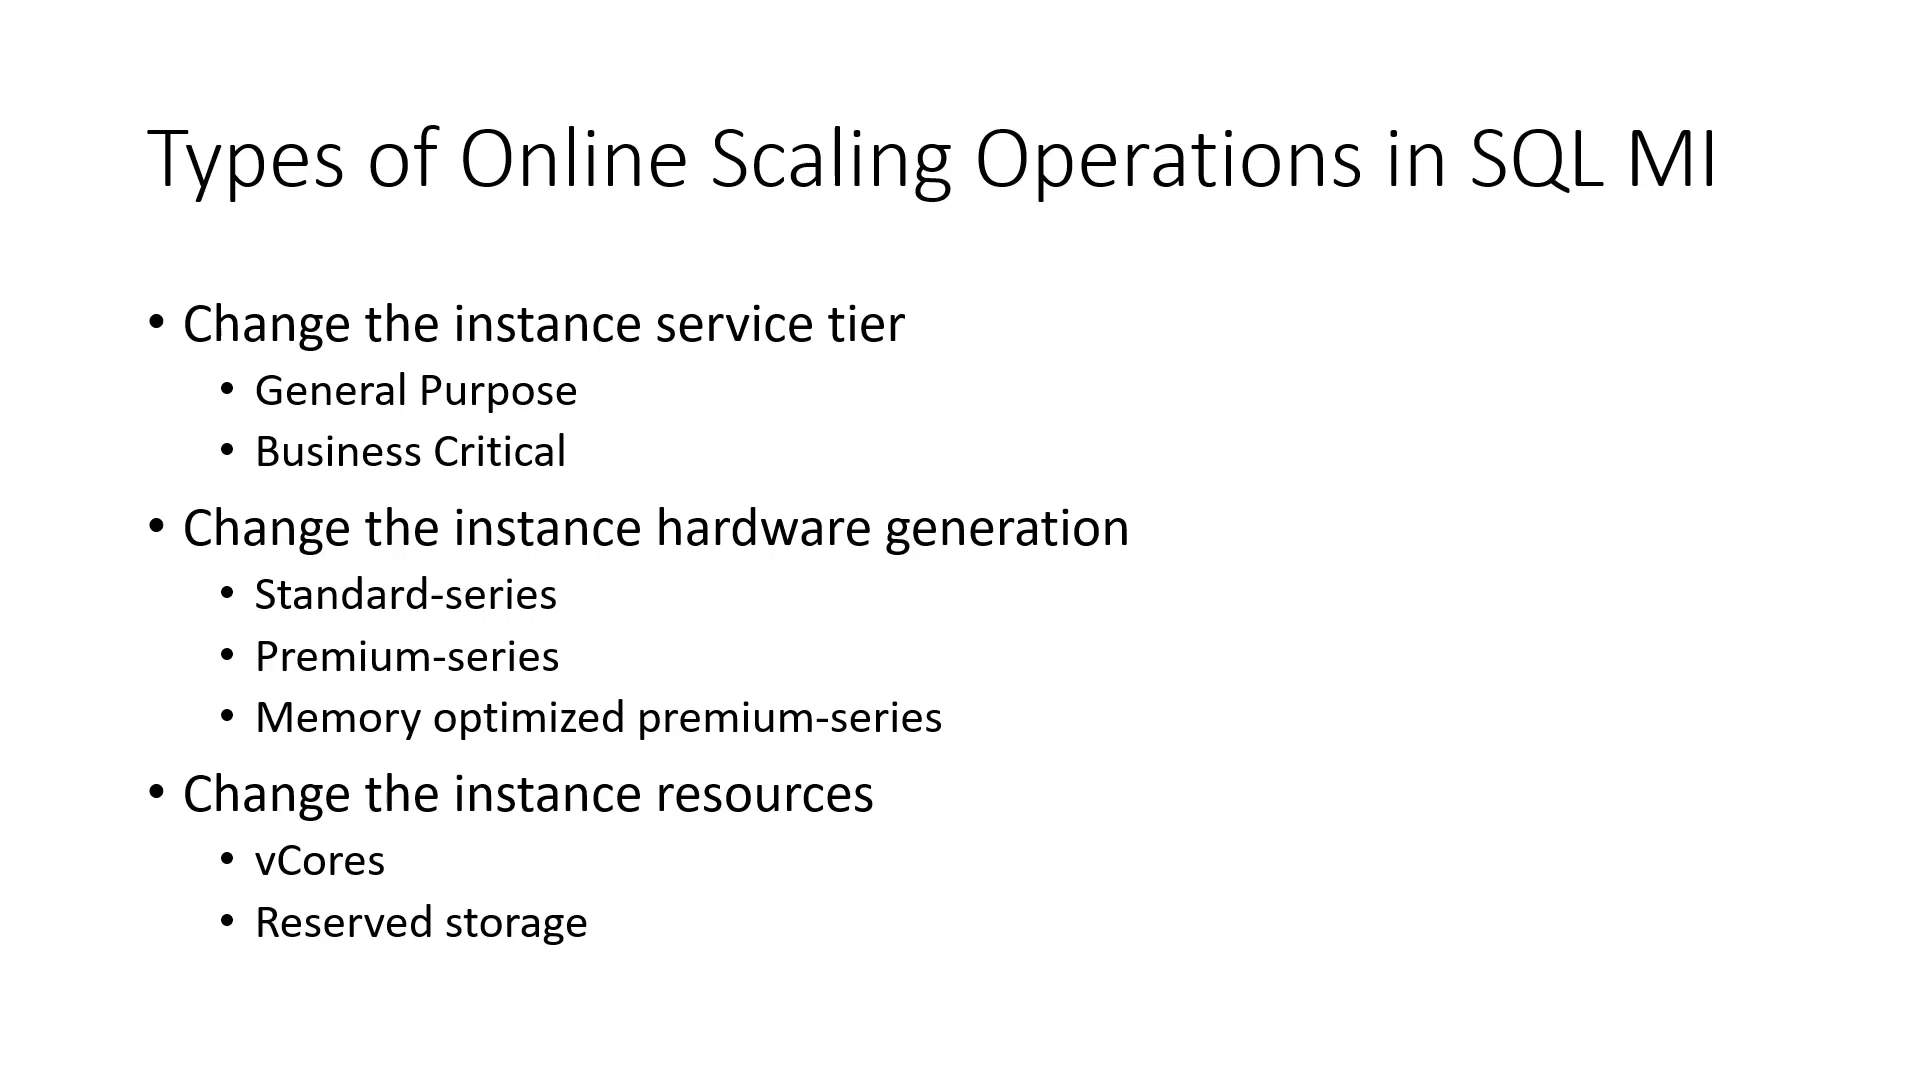 Types of Online Scaling Operations in SQL MI
• Change the instance service tier
• General Purpose
• Business Critical
• Change the instance hardware generation
• Standard-series
• Premium-series
• Memory optimized premium-series
• Change the instance resources
• vCores
• Reserved storage